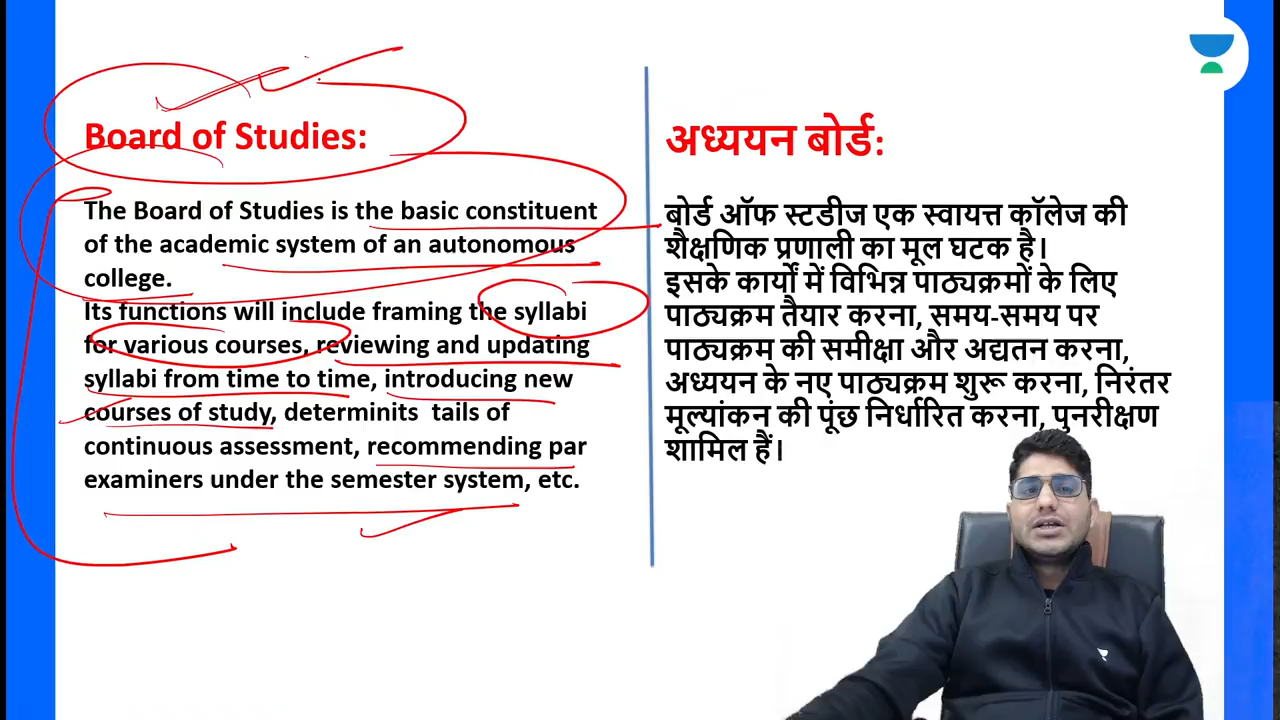 Board of Studies:
The Board of Studies is the basic constituent
of the academic system of an autonomous
college.
Its functions will include framing the syllabi
for various courses, reviewing and updating
syllabi from time to time, introducing new
courses of study, determinits tails of
continuous assessment, recommending par
examiners under the semester system, etc.
अध्ययन बोर्ड:
बोर्ड ऑफ स्टडीज एक स्वायत्त कॉलेज की
शैक्षणिक प्रणाली का मूल घटक है।
इसके कार्यों में विभिन्न पाठ्यक्रमों के लिए
पाठ्यक्रम तैयार करना, समय-समय पर
पाठ्यक्रम की समीक्षा और अद्यतन करना,
अध्ययन के नए पाठ्यक्रम शुरू करना, निरंतर
मूल्यांकन की पूंछ निर्धारित करना, पुनरीक्षण
शामिल हैं।